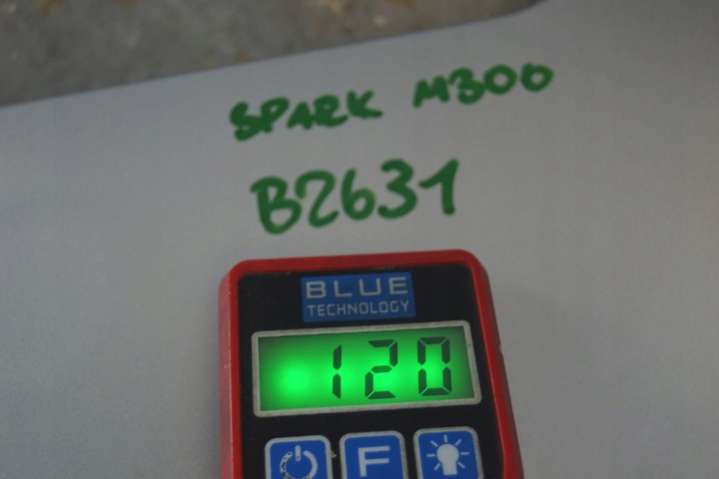 SPARK M300
B2631
BLUE
TECHNOLOGY
120
F